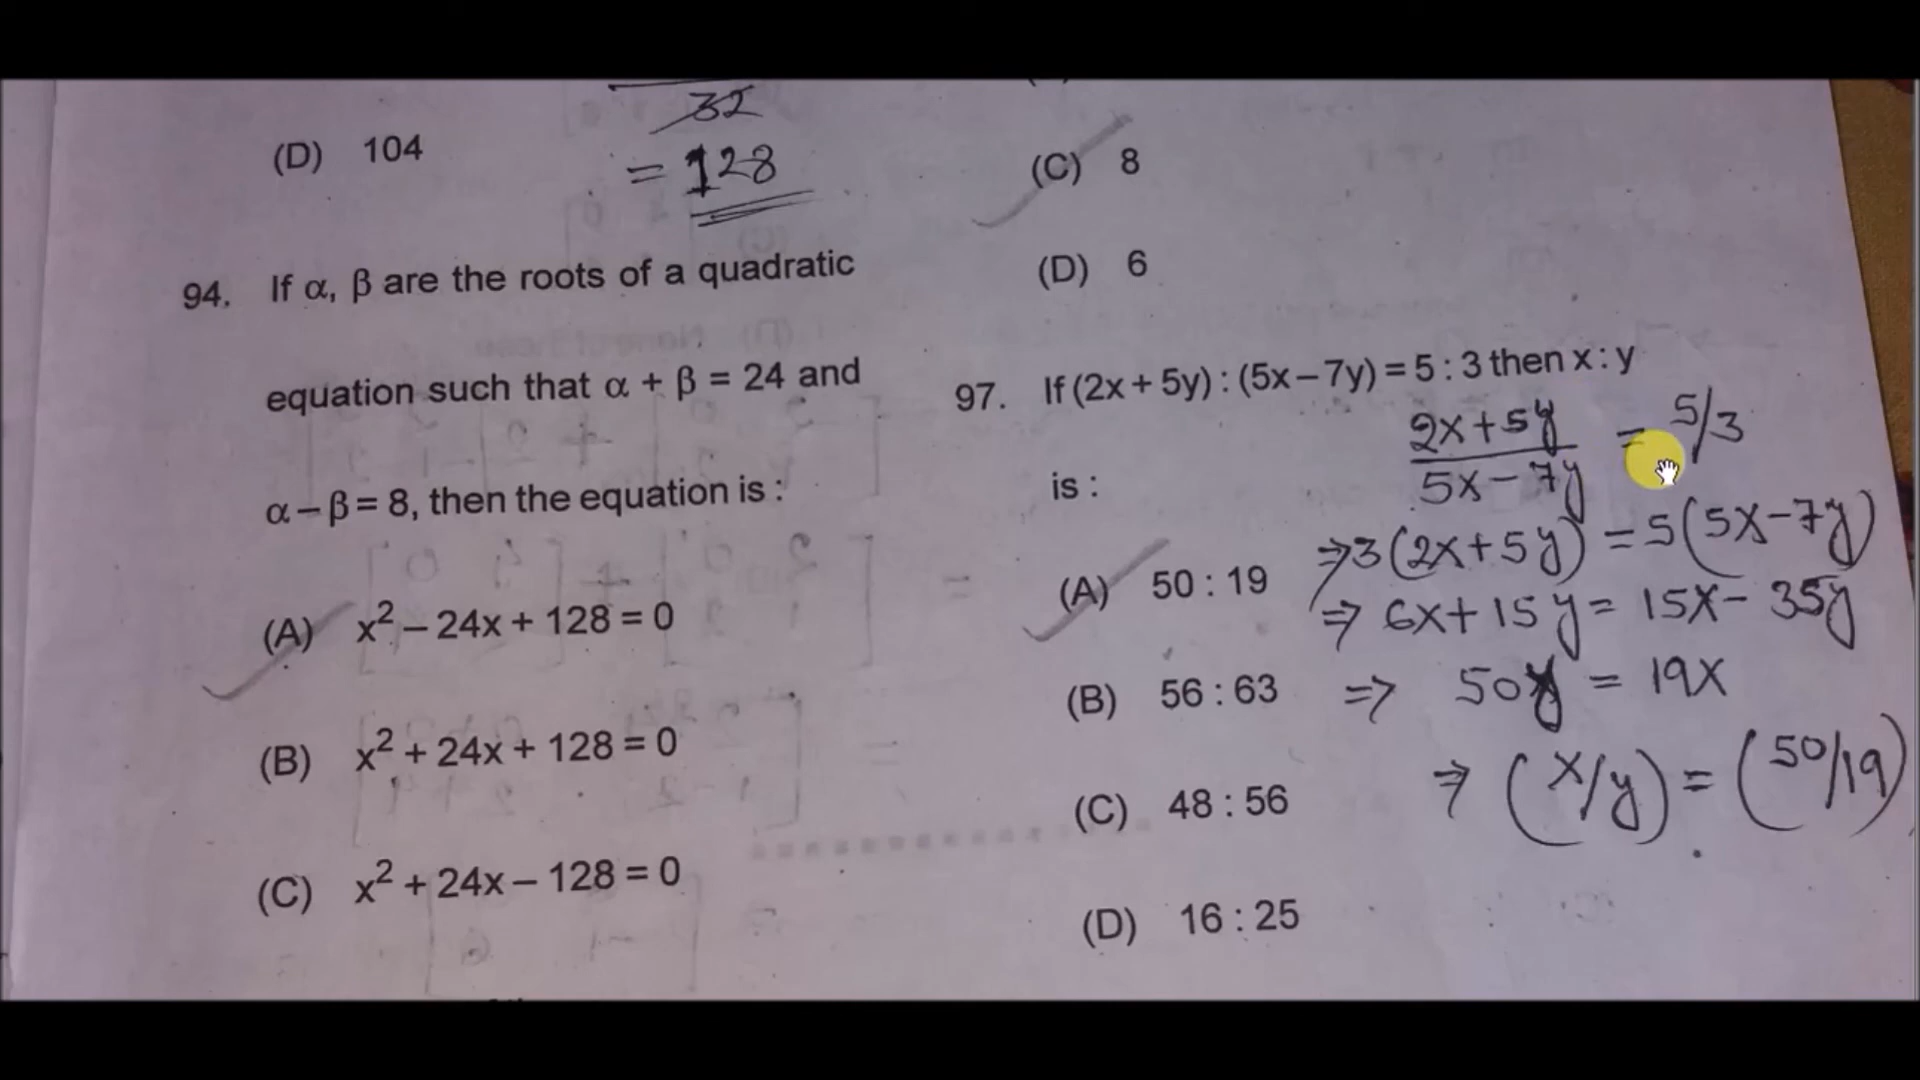 32
(D) 104
= 128
94. If α, β are the roots of a quadratic
equation such that α + β = 24 and
α – β = 8, then the equation is :
(A) x² – 24x + 128 = 0
(B) x² + 24x + 128 = 0
(C) x² + 24x – 128 = 0
(C) 8
(D) 6
97. If (2x + 5y) : (5x – 7y) = 5 : 3 then x : y
is :
(A) 50 : 19
(B) 56 : 63
(C) 48 : 56
(D) 16 : 25
2x+5y
5x-7y = 5/3
⇒3(2x+5y) = 5(5x-7y)
⇒ 6x+15y = 15x-35y
⇒ 50y = 19x
⇒ (x/y) = (50/19)